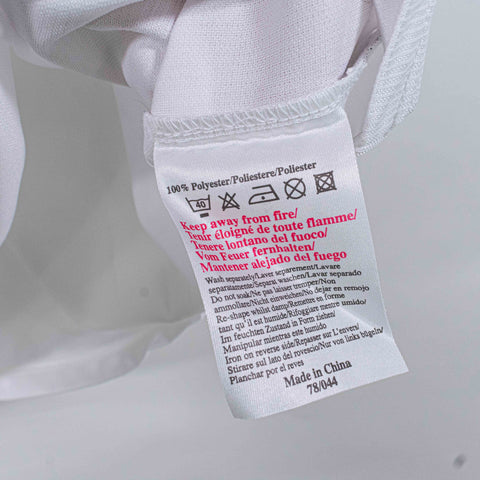 100% Polyester/Poliestere/Poliester
40
Keep away from fire/
Tenir éloigné de toute flamme/
Tenere lontano del fuoco/
Vom Feuer fernhalten/
Mantener alejado del fuego
Wash separately/Laver separement/Lavare
separatamente/Separat waschen/Lavar separado
Do not soak/Ne pas laisser temper/Non
ammollare/Nicht einweichen/No dejar en remojo
Re-shape whilst damp/Remettre en forme
tant qu'il est humide/Rifoggare mentre umido/
Im feuchten Zustand in Form ziehen/
Manipular mientras este humido
Iron on reverse side/Repasser sur L'envers/
Stirare sul lato del rovescio/Nur von links bügeln/
Planchar por el reves
Made in China
78/044